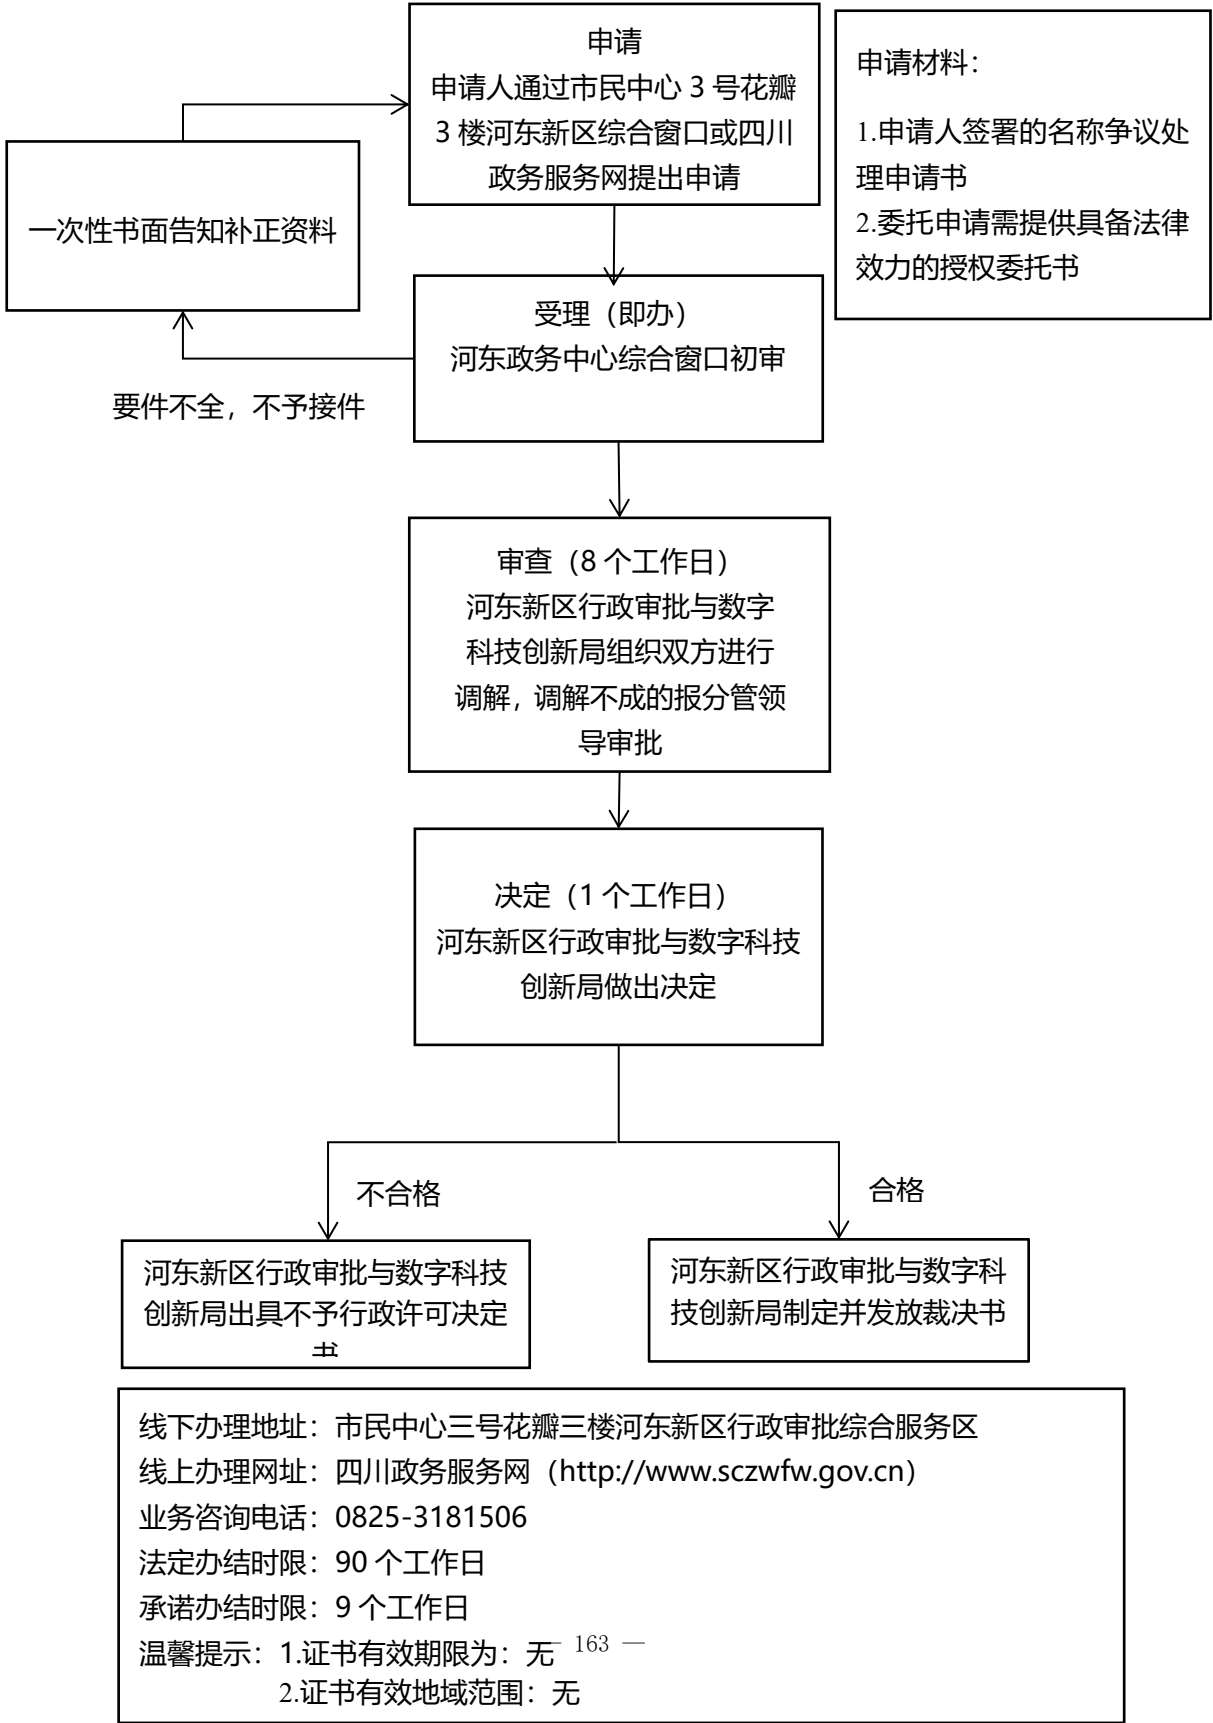 申请
申请人通过市民中心 3 号花瓣
3 楼河东新区综合窗口或四川
政务服务网提出申请
申请材料：
1.申请人签署的名称争议处
理申请书
2.委托申请需提供具备法律
效力的授权委托书
一次性书面告知补正资料
受理（即办）
河东政务中心综合窗口初审
要件不全，不予接件
审查（8 个工作日）
河东新区行政审批与数字
科技创新局组织双方进行
调解，调解不成的报分管领
导审批
决定（1 个工作日）
河东新区行政审批与数字科技
创新局做出决定
不合格
合格
河东新区行政审批与数字科技
创新局出具不予行政许可决定
书
河东新区行政审批与数字科
技创新局制定并发放裁决书
线下办理地址：市民中心三号花瓣三楼河东新区行政审批综合服务区
线上办理网址：四川政务服务网（http://www.sczwfw.gov.cn）
业务咨询电话：0825-3181506
法定办结时限：90 个工作日
承诺办结时限：9 个工作日
温馨提示：1.证书有效期限为：无
— 163 —
2.证书有效地域范围：无